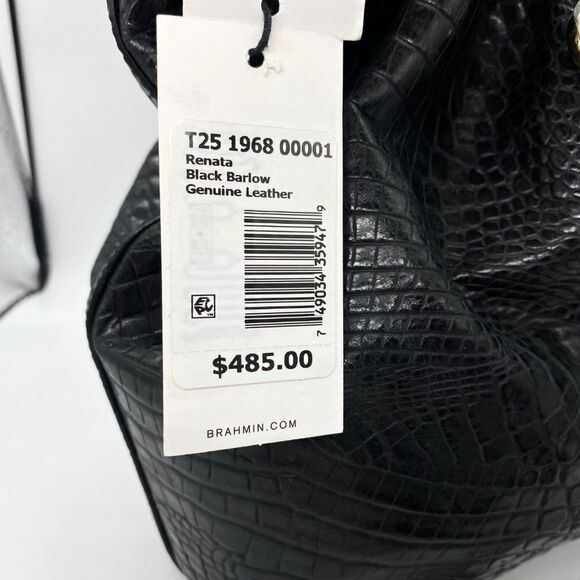 T25 1968 00001
Renata
Black Barlow
Genuine Leather
7 49034 35947 9
$485.00
BRAHMIN.COM